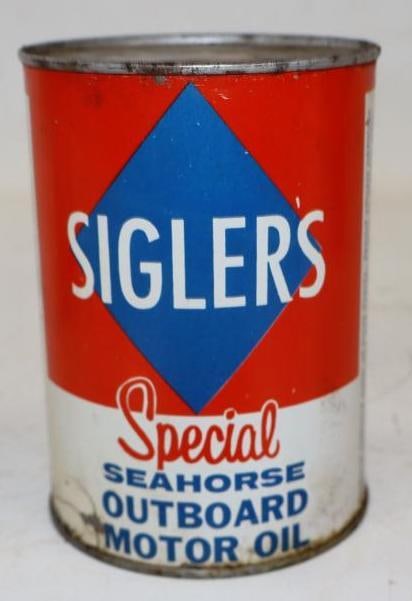 SIGLERS
Special
SEAHORSE
OUTBOARD
MOTOR OIL